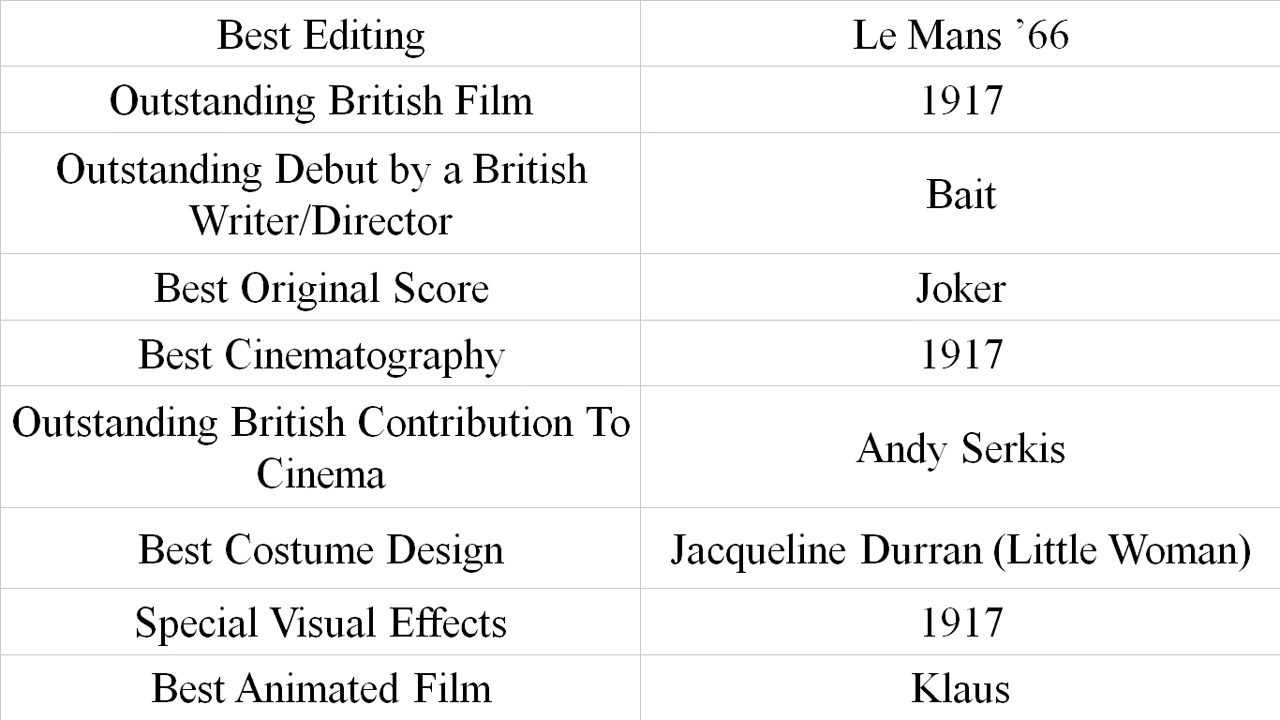 Best Editing
Le Mans ’66
Outstanding British Film
1917
Outstanding Debut by a British
Writer/Director
Bait
Best Original Score
Joker
Best Cinematography
1917
Outstanding British Contribution To
Cinema
Andy Serkis
Best Costume Design
Jacqueline Durran (Little Woman)
Special Visual Effects
1917
Best Animated Film
Klaus